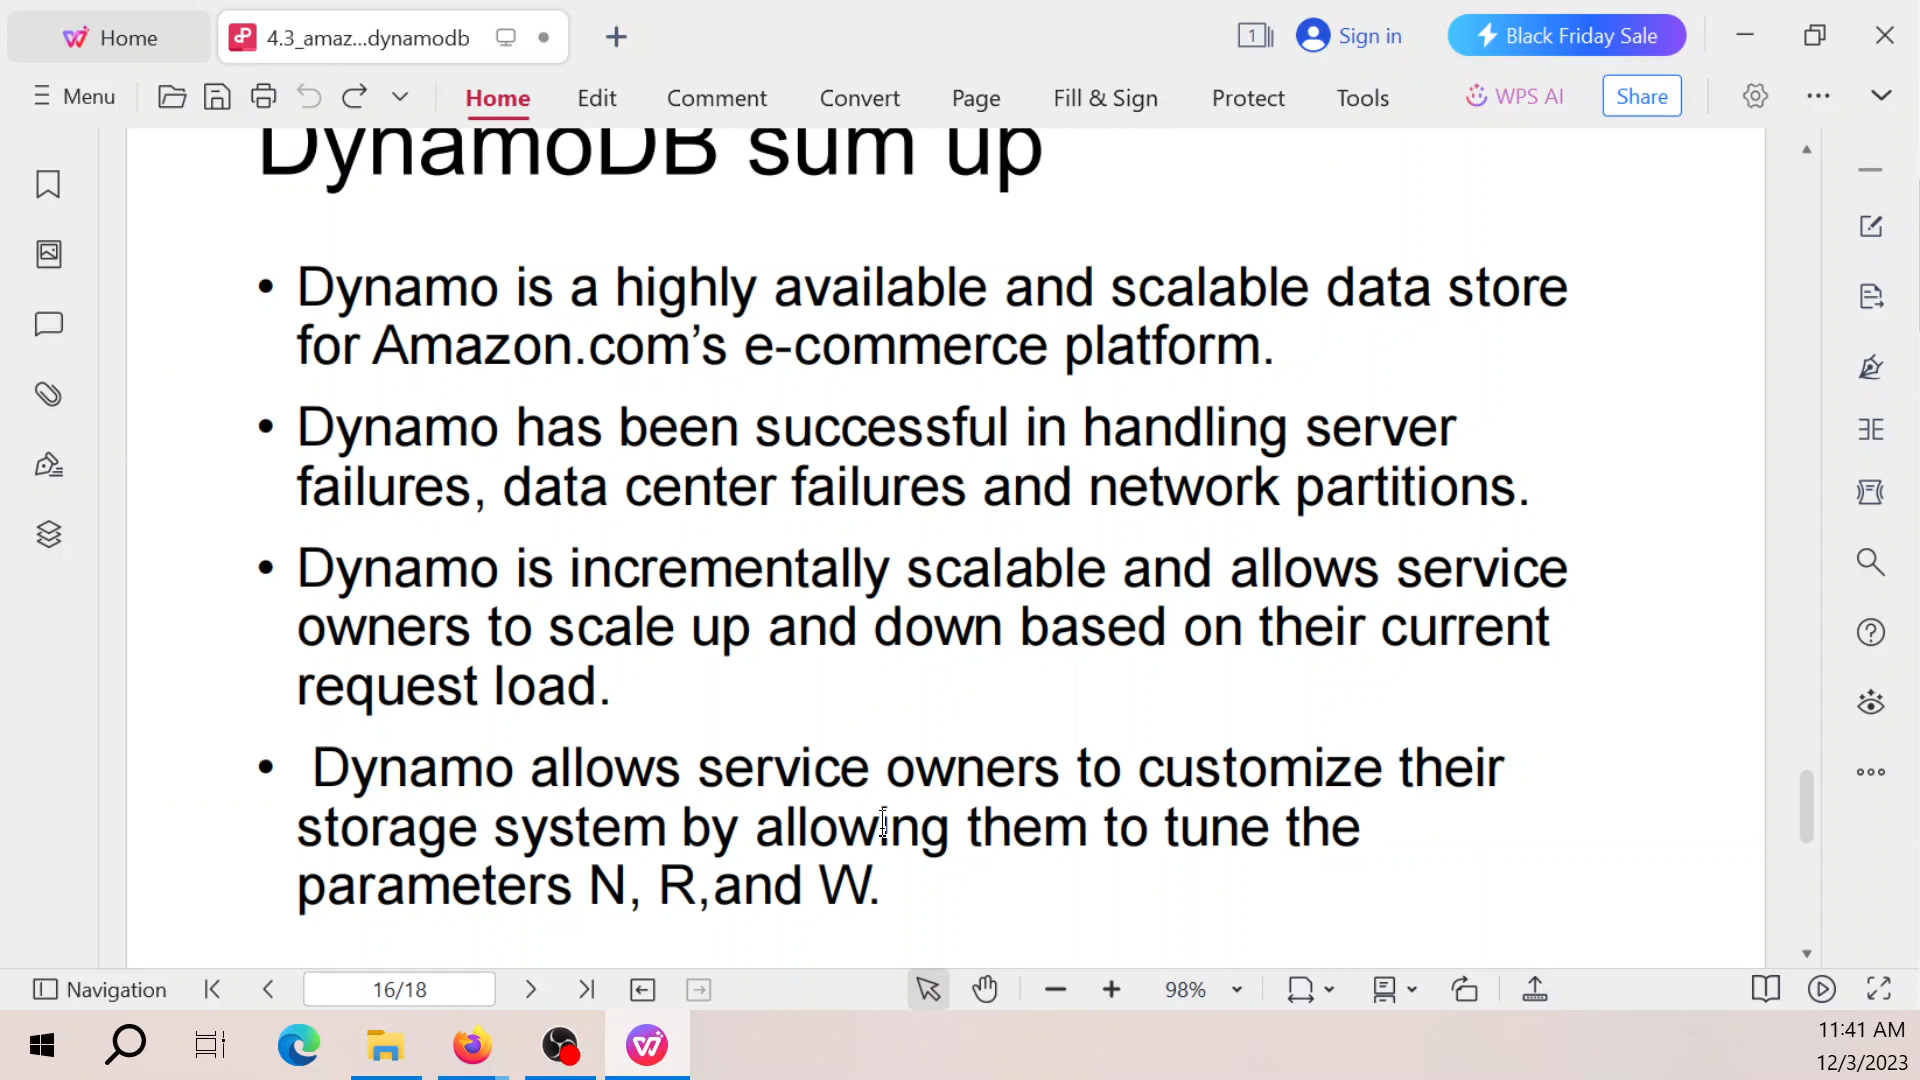 Home
4.3_amaz...dynamodb
1
Sign in
Black Friday Sale
Menu
Home
Edit
Comment
Convert
Page
Fill & Sign
Protect
Tools
WPS AI
Share
DynamoDB sum up
• Dynamo is a highly available and scalable data store
for Amazon.com’s e-commerce platform.
• Dynamo has been successful in handling server
failures, data center failures and network partitions.
• Dynamo is incrementally scalable and allows service
owners to scale up and down based on their current
request load.
• Dynamo allows service owners to customize their
storage system by allowing them to tune the
parameters N, R,and W.
Navigation
16/18
98%
11:41 AM
12/3/2023